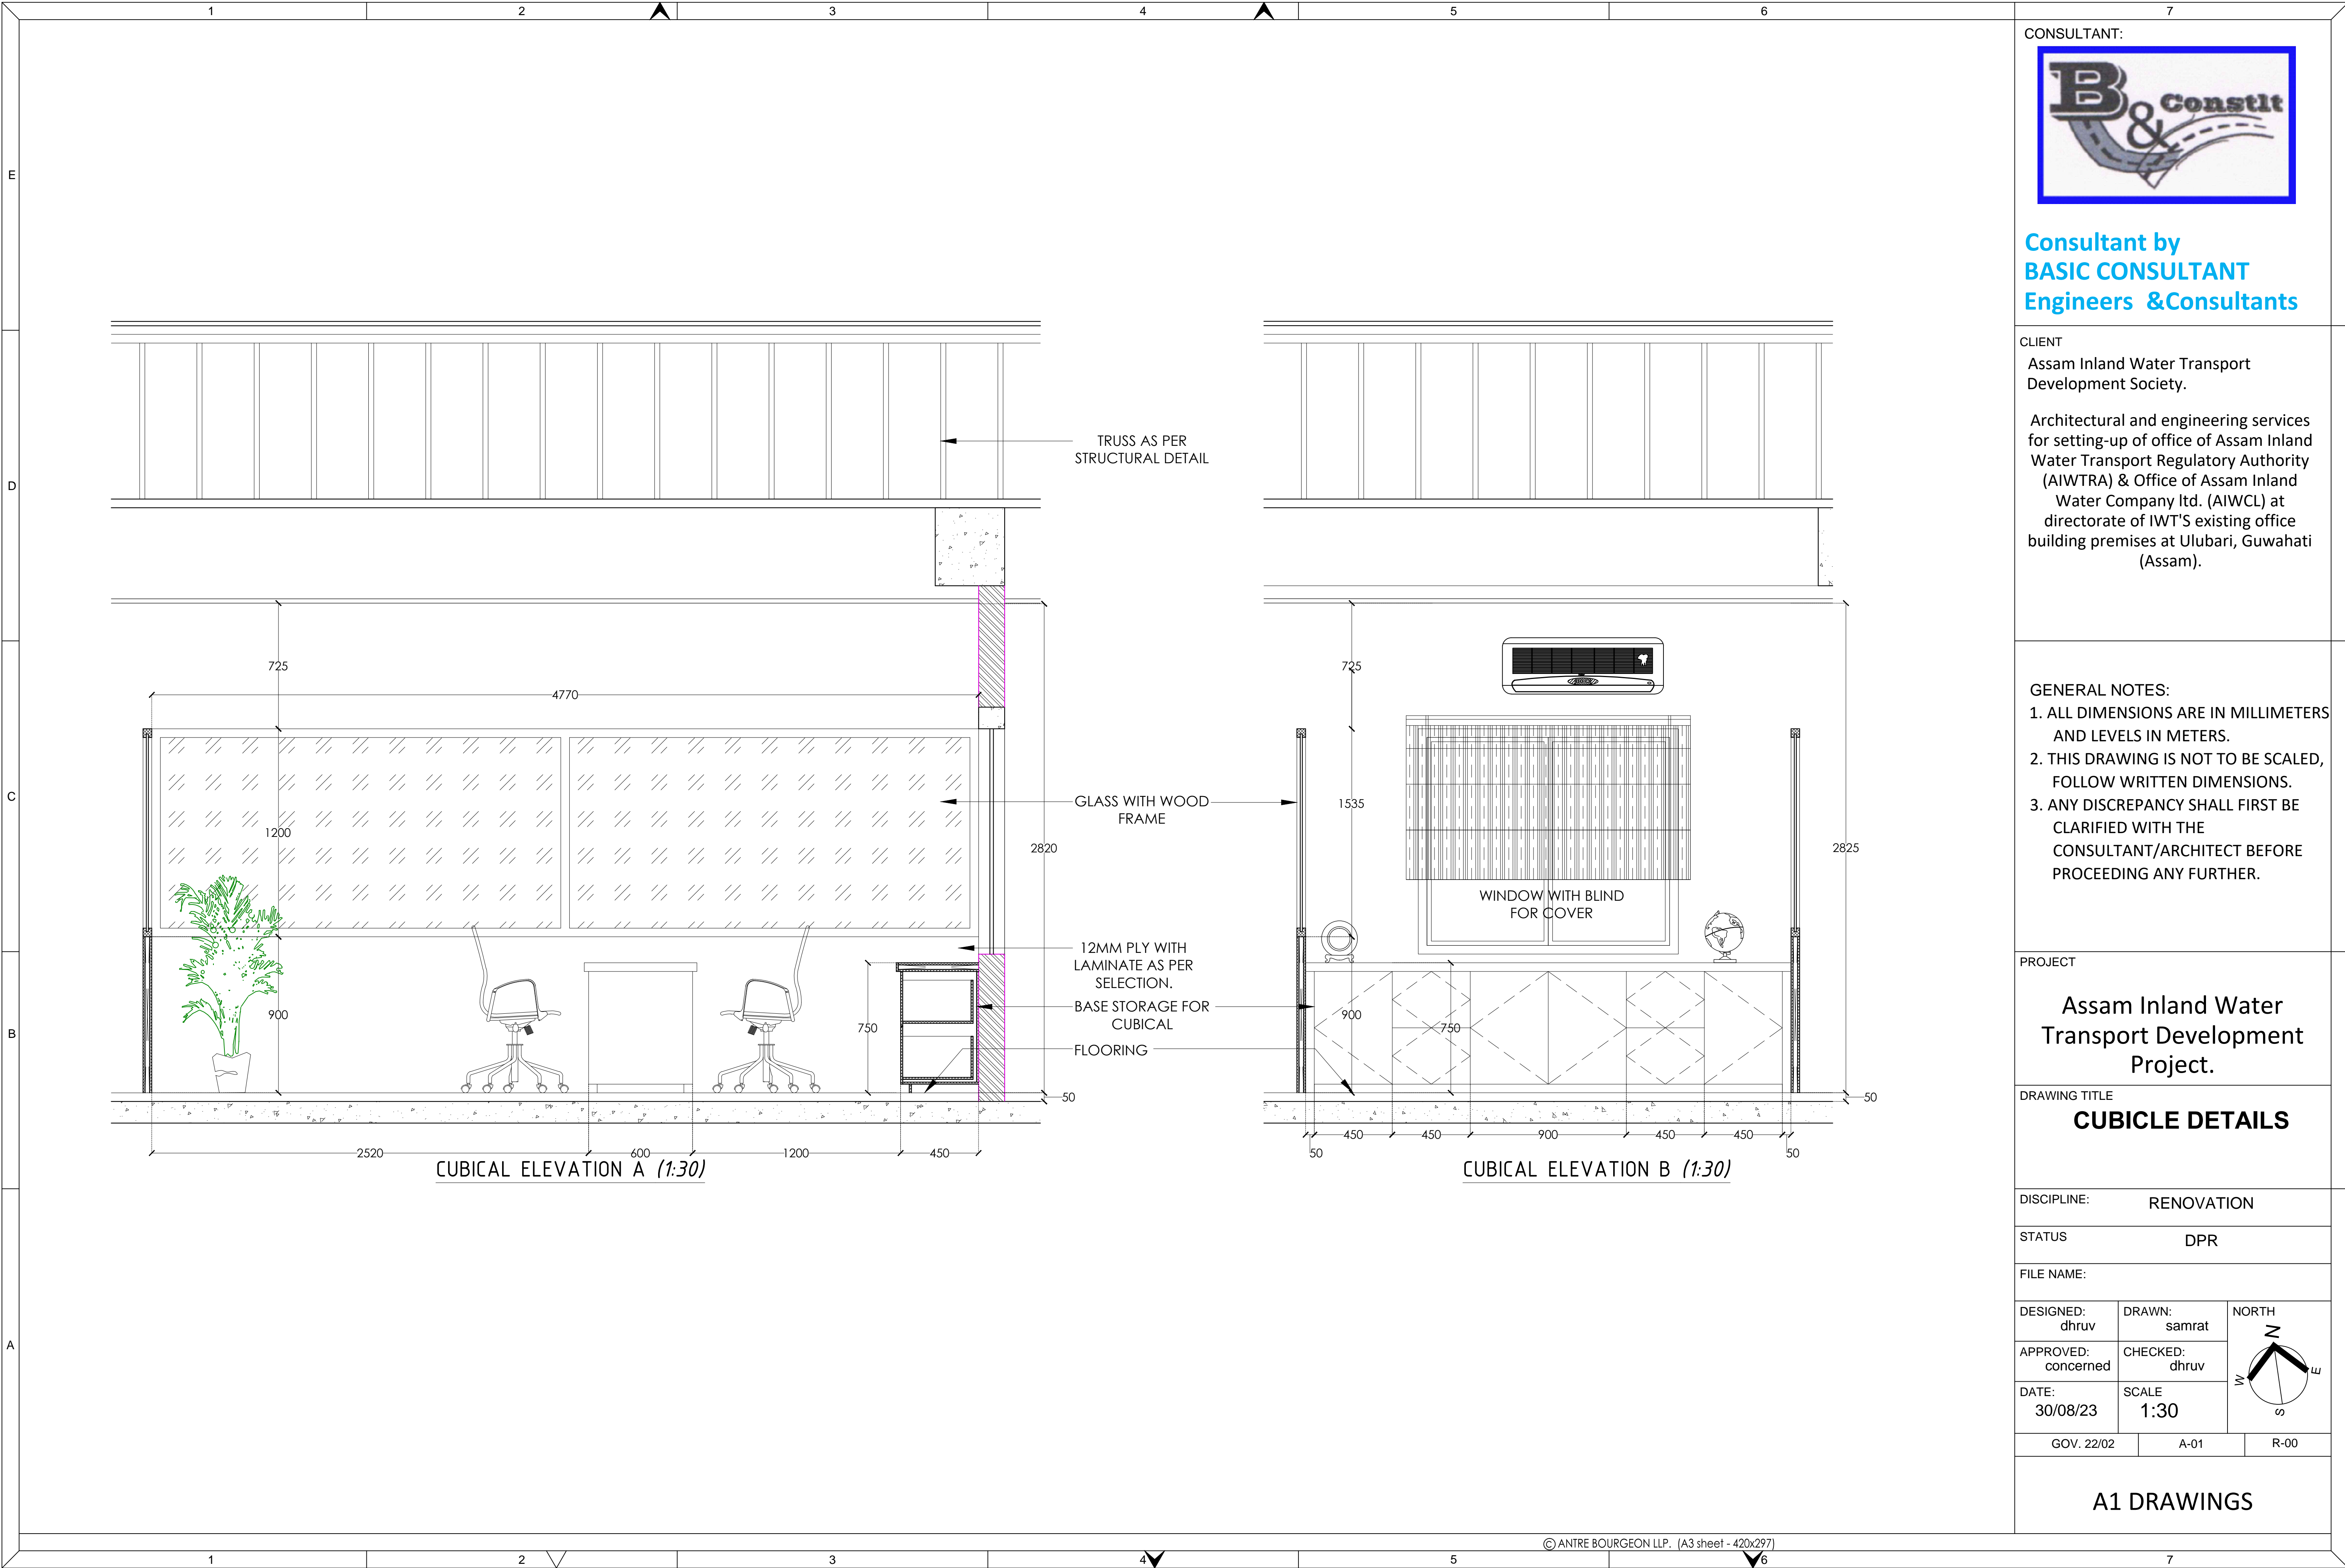 1 2 3 4 5 6 7
E
D
C
B
A
TRUSS AS PER
STRUCTURAL DETAIL
725
4770
1200
900
750
2820
50
GLASS WITH WOOD
FRAME
12MM PLY WITH
LAMINATE AS PER
SELECTION.
BASE STORAGE FOR
CUBICAL
FLOORING
2520 600 1200 450
CUBICAL ELEVATION A (1:30)
725
1535
2825
WINDOW WITH BLIND
FOR COVER
900
750
50
450 450 900 450 450
50 50
CUBICAL ELEVATION B (1:30)
CONSULTANT:
B & Constlt
Consultant by
BASIC CONSULTANT
Engineers &Consultants
CLIENT
Assam Inland Water Transport
Development Society.
Architectural and engineering services
for setting-up of office of Assam Inland
Water Transport Regulatory Authority
(AIWTRA) & Office of Assam Inland
Water Company ltd. (AIWCL) at
directorate of IWT'S existing office
building premises at Ulubari, Guwahati
(Assam).
GENERAL NOTES:
1. ALL DIMENSIONS ARE IN MILLIMETERS
AND LEVELS IN METERS.
2. THIS DRAWING IS NOT TO BE SCALED,
FOLLOW WRITTEN DIMENSIONS.
3. ANY DISCREPANCY SHALL FIRST BE
CLARIFIED WITH THE
CONSULTANT/ARCHITECT BEFORE
PROCEEDING ANY FURTHER.
PROJECT
Assam Inland Water
Transport Development
Project.
DRAWING TITLE
CUBICLE DETAILS
DISCIPLINE: RENOVATION
STATUS DPR
FILE NAME:
DESIGNED: DRAWN: NORTH
dhruv samrat
APPROVED: CHECKED:
concerned dhruv
DATE: SCALE
30/08/23 1:30
N
W E
S
GOV. 22/02 A-01 R-00
A1 DRAWINGS
© ANTRE BOURGEON LLP. (A3 sheet - 420x297)
1 2 3 4 5 6 7